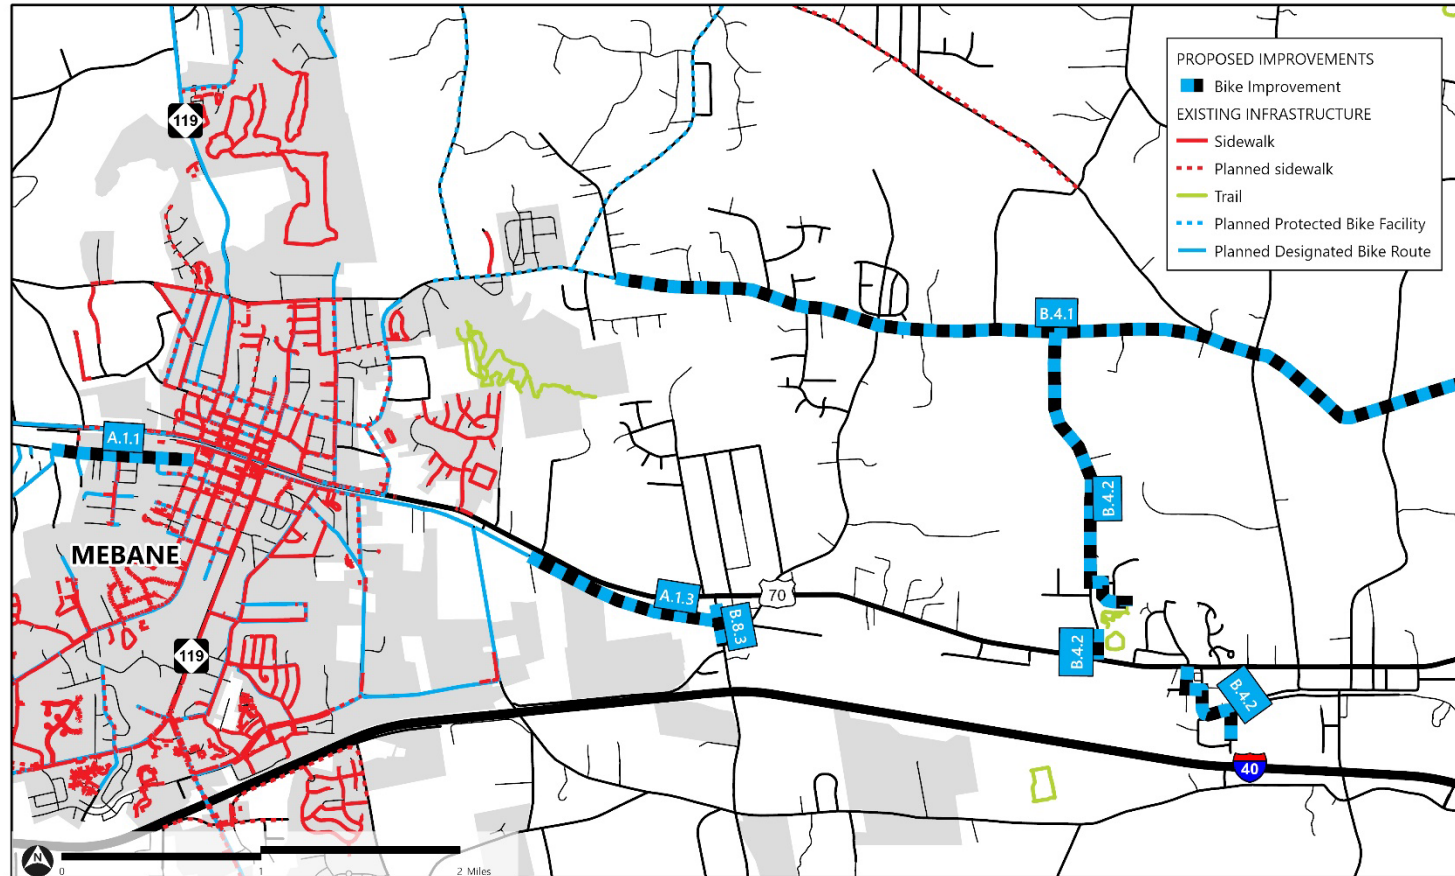 PROPOSED IMPROVEMENTS
Bike Improvement
EXISTING INFRASTRUCTURE
Sidewalk
Planned sidewalk
Trail
Planned Protected Bike Facility
Planned Designated Bike Route
119
B.4.1
A.1.1
B.4.2
MEBANE
A.1.3
70
B.8.3
B.4.2
119
B.4.2
40
N
0
1
2 Miles